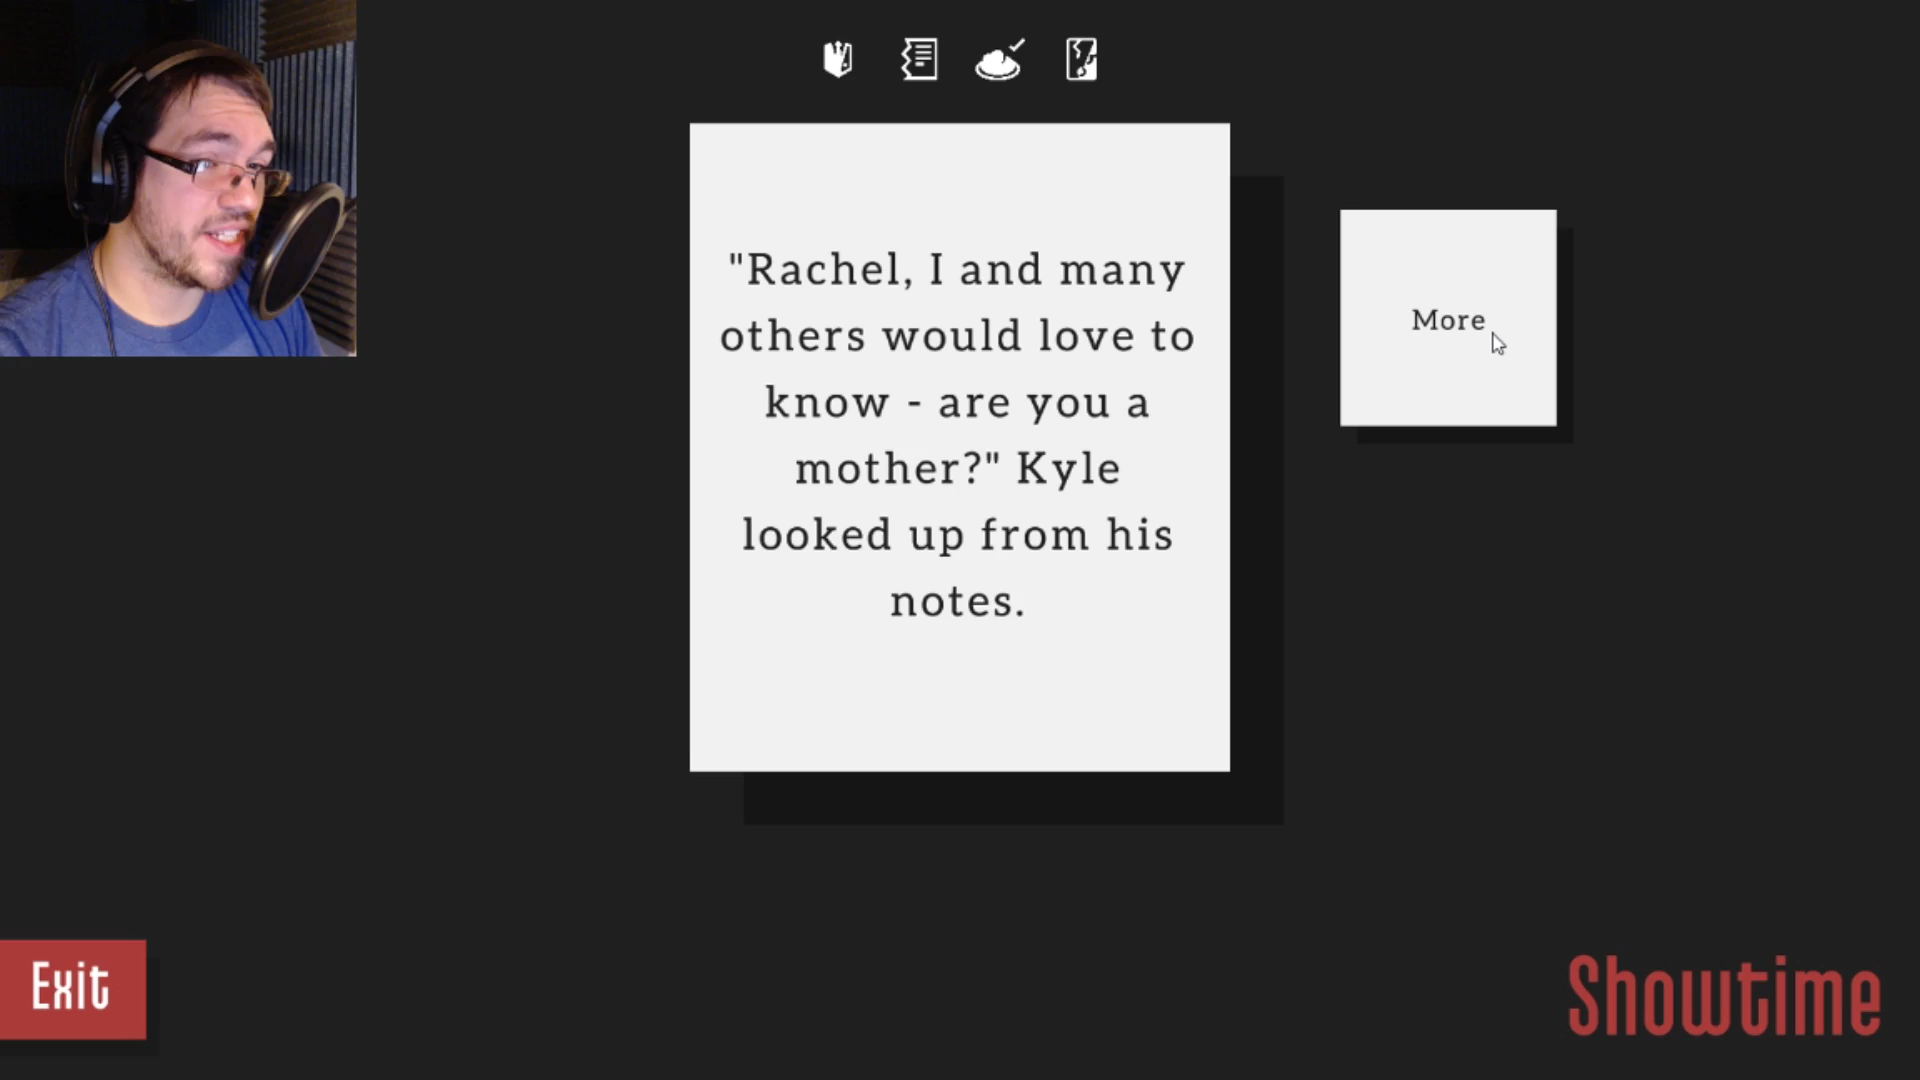 "Rachel, I and many
others would love to
know - are you a
mother?" Kyle
looked up from his
notes.
More
Exit
Showtime